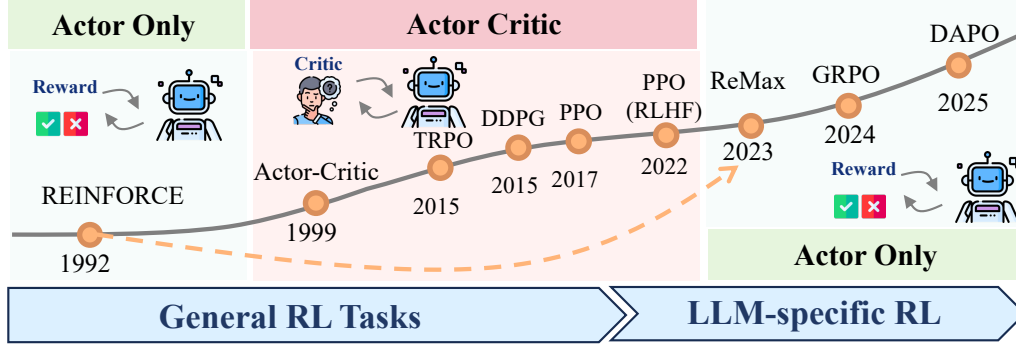 Actor Only
Actor Critic
Reward
Critic
?
REINFORCE
1992
Actor-Critic
1999
TRPO
2015
DDPG
2015
PPO
2017
PPO
(RLHF)
2022
ReMax
2023
GRPO
2024
DAPO
2025
Reward
Actor Only
General RL Tasks
LLM-specific RL